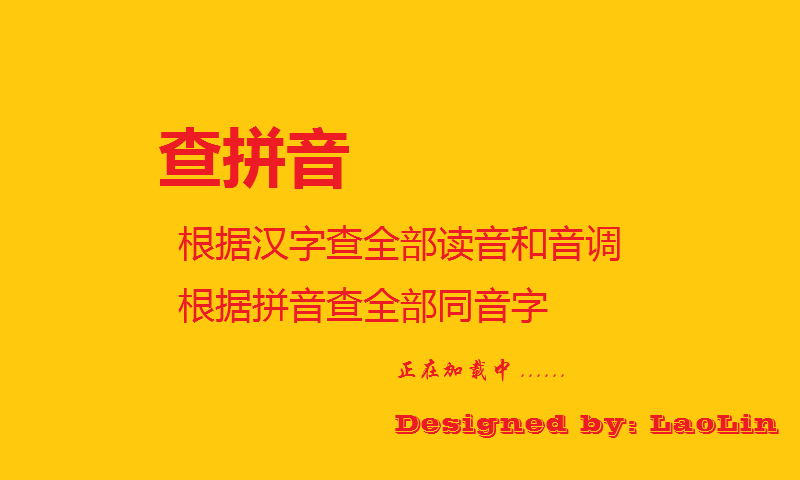 查拼音
根据汉字查全部读音和音调
根据拼音查全部同音字
正在加载中 ......
Designed by: LaoLin